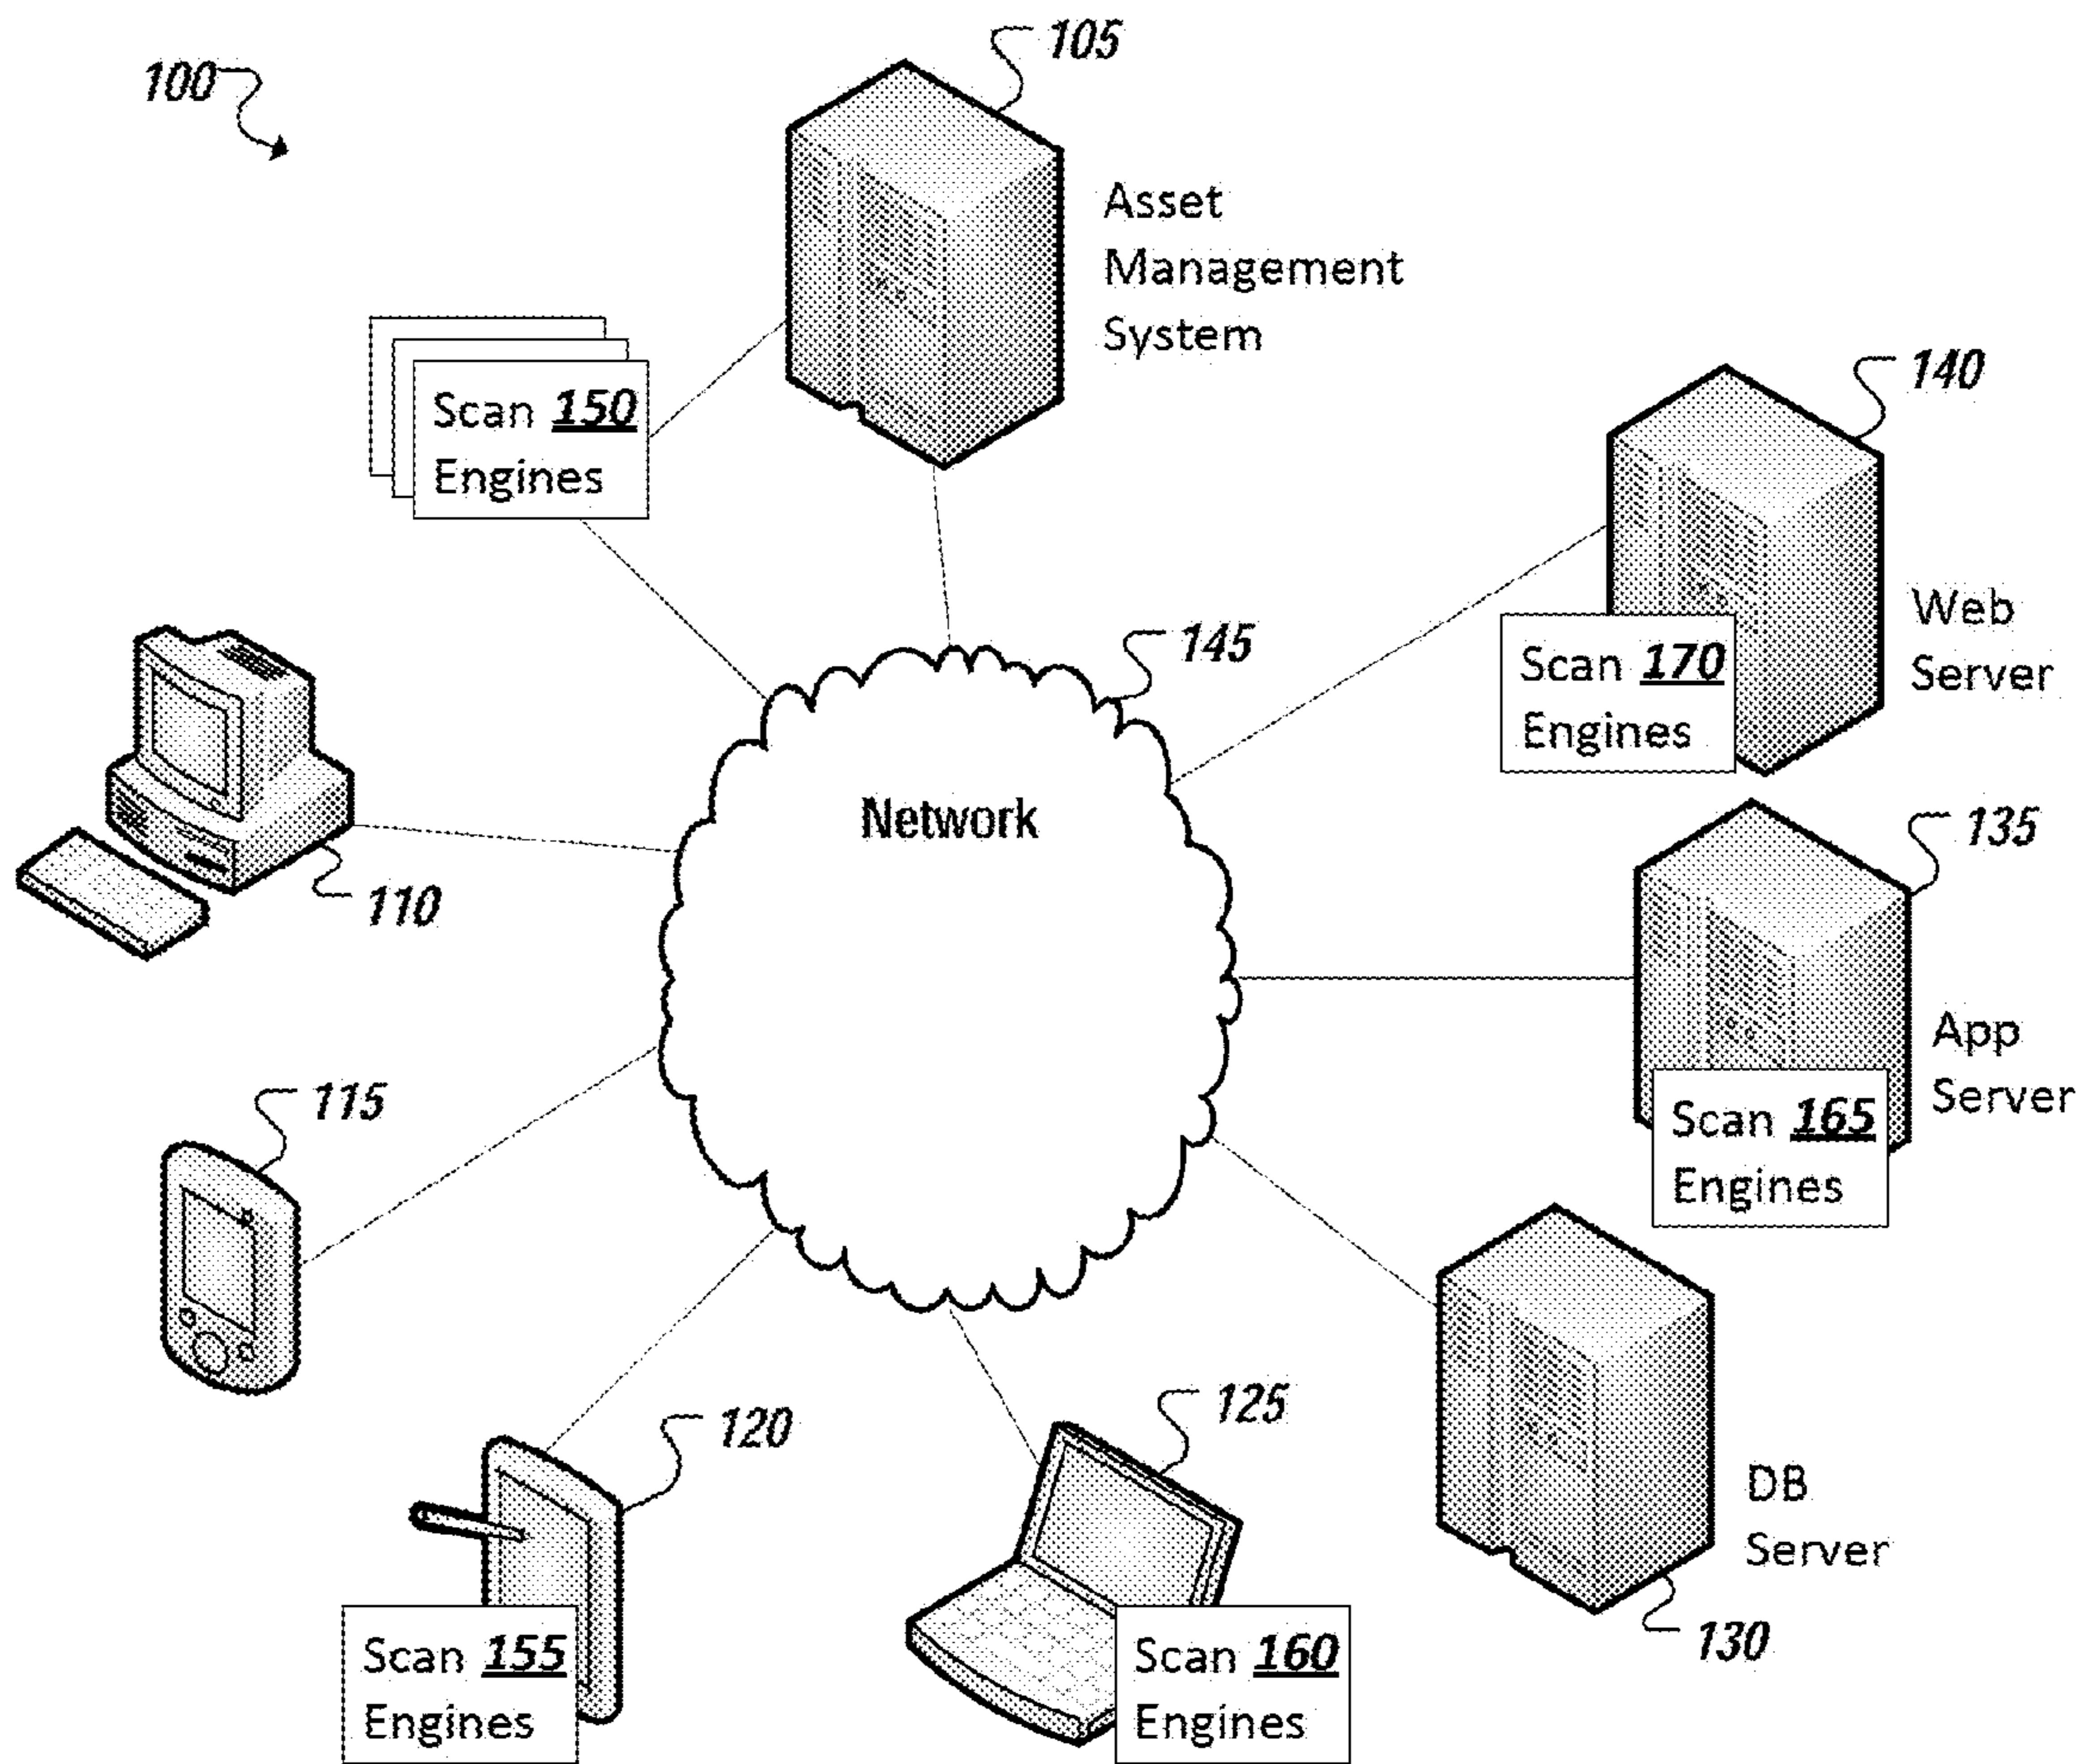 100
105
Asset
Management
System
Scan 150
Engines
140
Web
Server
Scan 170
Engines
145
Network
110
135
App
Server
Scan 165
Engines
115
120
125
DB
Server
130
Scan 155
Engines
Scan 160
Engines